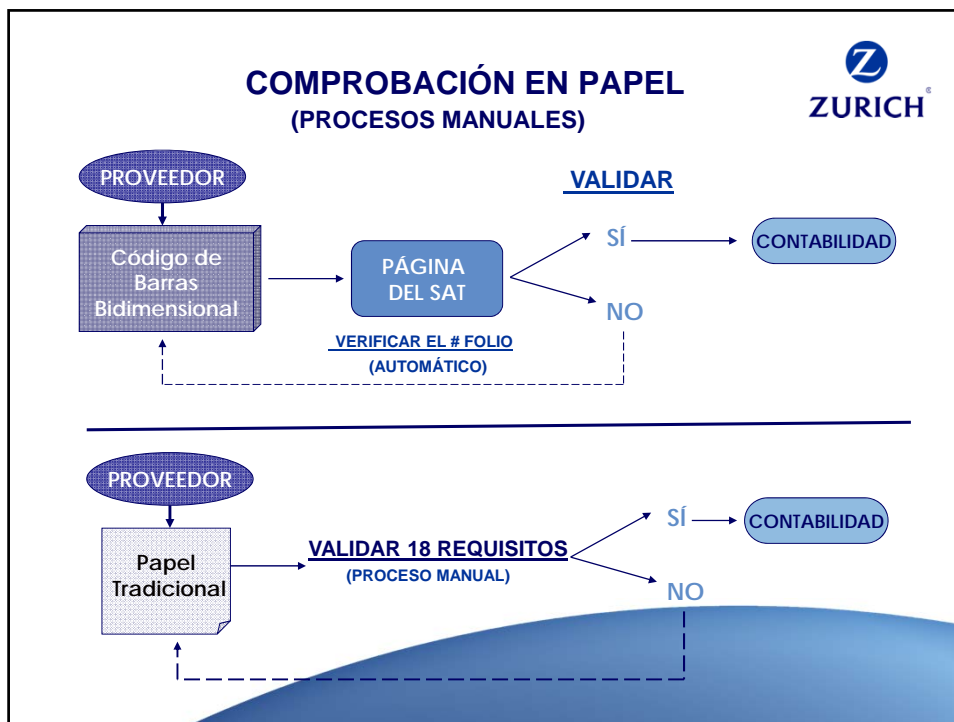 COMPROBACIÓN EN PAPEL
(PROCESOS MANUALES)
Z
ZURICH®
PROVEEDOR
Código de
Barras
Bidimensional
PÁGINA
DEL SAT
VERIFICAR EL # FOLIO
(AUTOMÁTICO)
VALIDAR
SÍ
NO
CONTABILIDAD
PROVEEDOR
Papel
Tradicional
VALIDAR 18 REQUISITOS
(PROCESO MANUAL)
SÍ
NO
CONTABILIDAD